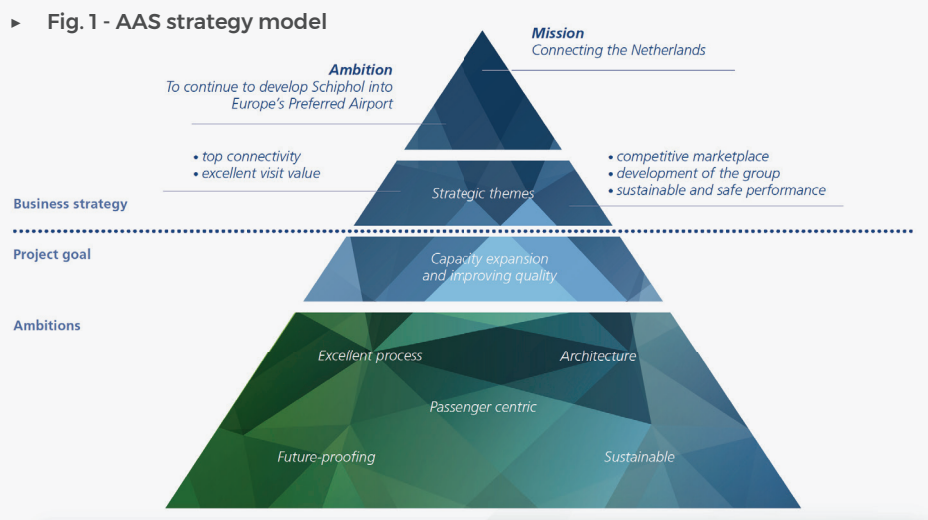 ► Fig. 1 - AAS strategy model
Mission
Connecting the Netherlands
Ambition
To continue to develop Schiphol into
Europe's Preferred Airport
• top connectivity
• excellent visit value
• competitive marketplace
• development of the group
• sustainable and safe performance
Strategic themes
Business strategy
Project goal
Capacity expansion
and improving quality
Ambitions
Excellent process
Architecture
Passenger centric
Future-proofing
Sustainable